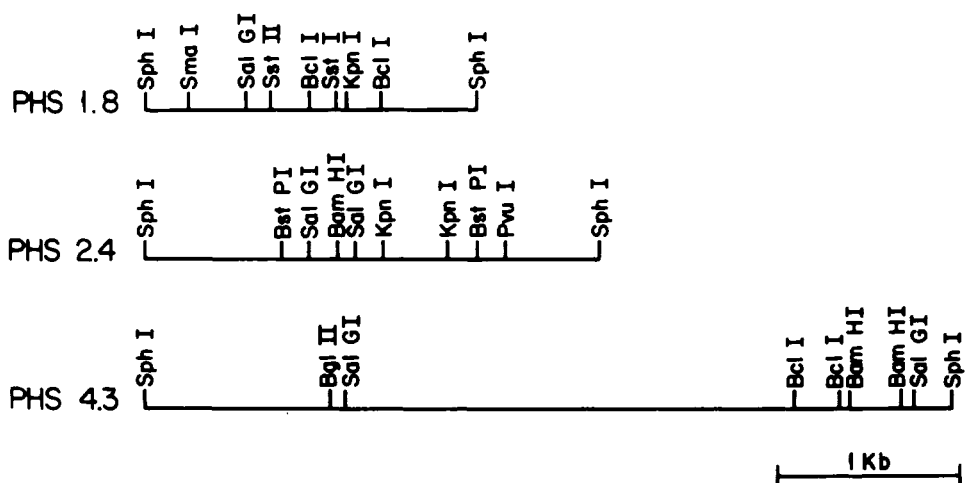 PHS 1.8
Sph I
Sma I
Sal GI
Sst II
Bcl I
Sst I
Kpn I
Bcl I
Sph I
PHS 2.4
Sph I
Bst PI
Sal GI
Bam HI
Sal GI
Kpn I
Kpn I
Bst PI
Pvu I
Sph I
PHS 4.3
Sph I
Bgl II
Sal GI
Bcl I
Bcl I
Bam HI
Bam HI
Sal GI
Sph I
1 Kb